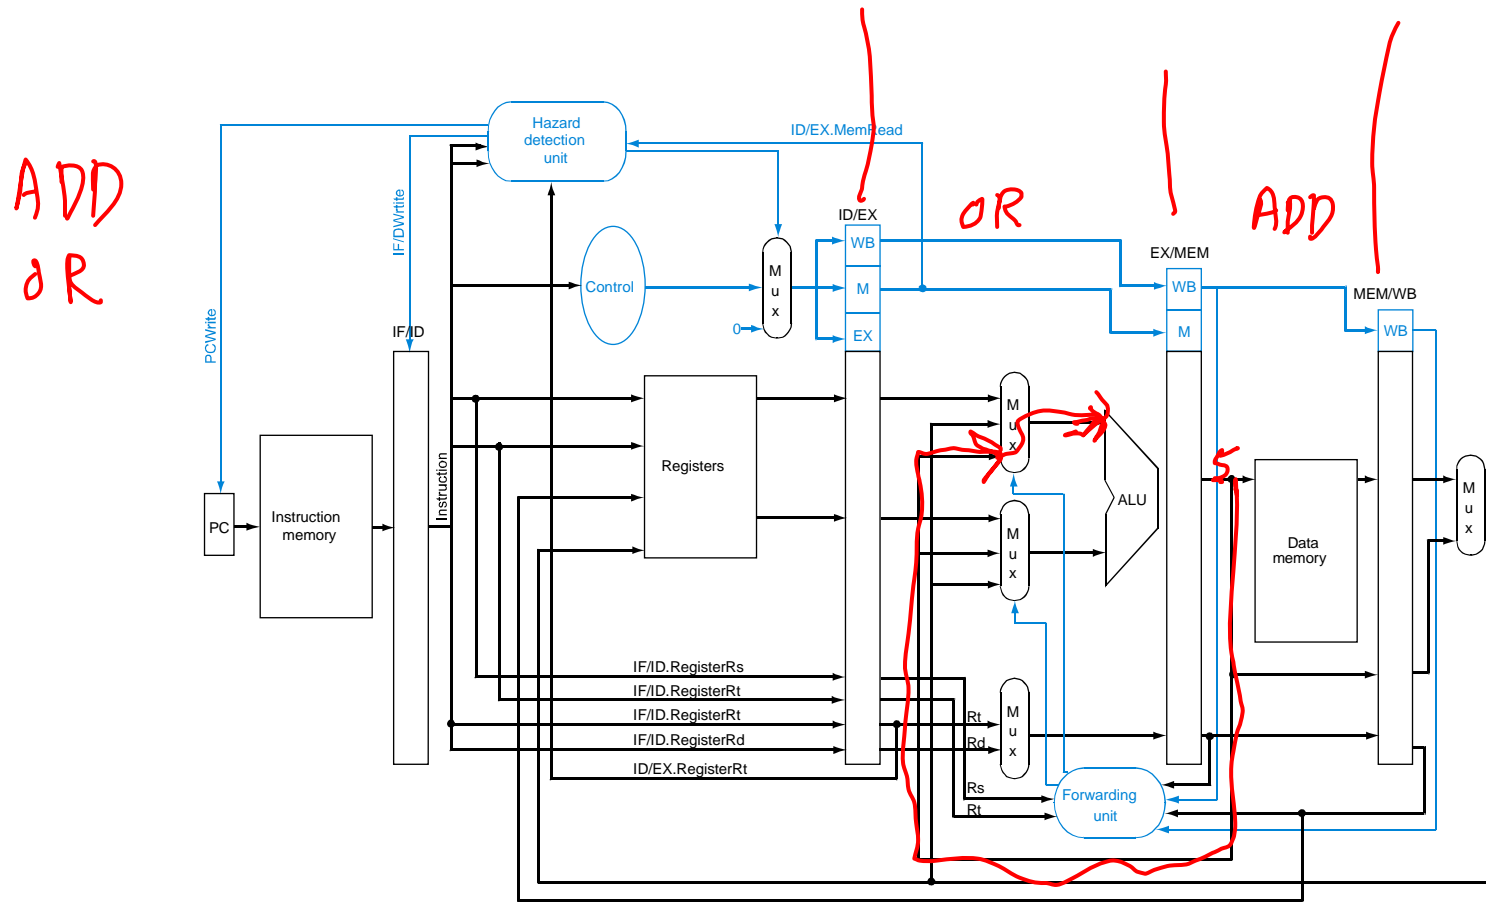 Hazard
detection
unit
ID/EX.MemRead
ADD
OR
IF/DWrtite
PCWrite
Control
0
M
u
x
ID/EX
WB
M
EX
OR
EX/MEM
WB
M
ADD
MEM/WB
WB
IF/ID
PC
Instruction
memory
Instruction
Registers
M
u
x
M
u
x
ALU
5
Data
memory
M
u
x
IF/ID.RegisterRs
IF/ID.RegisterRt
IF/ID.RegisterRt
IF/ID.RegisterRd
ID/EX.RegisterRt
Rt
Rd
M
u
x
Rs
Rt
Forwarding
unit